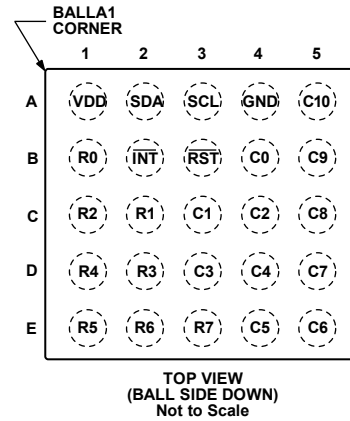 BALLA1
CORNER
1 2 3 4 5
A VDD SDA SCL GND C10
B R0 INT RST C0 C9
C R2 R1 C1 C2 C8
D R4 R3 C3 C4 C7
E R5 R6 R7 C5 C6
TOP VIEW
(BALL SIDE DOWN)
Not to Scale